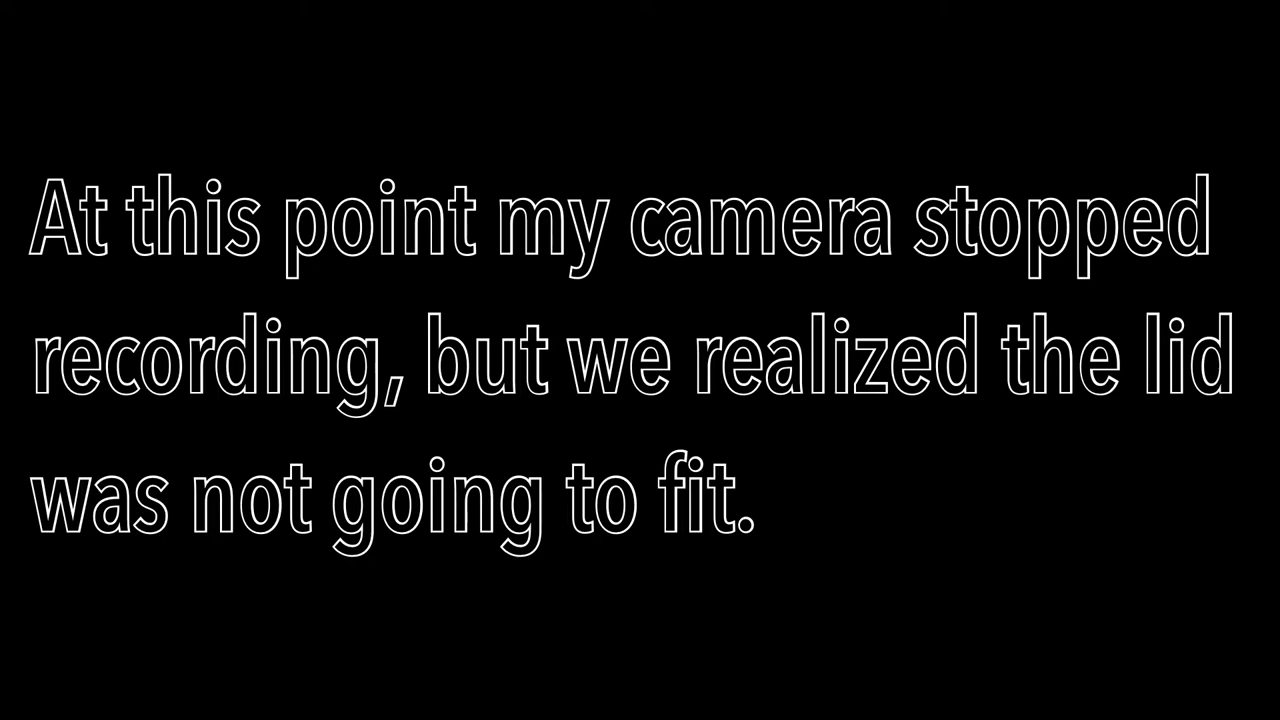 At this point my camera stopped
recording, but we realized the lid
was not going to fit.